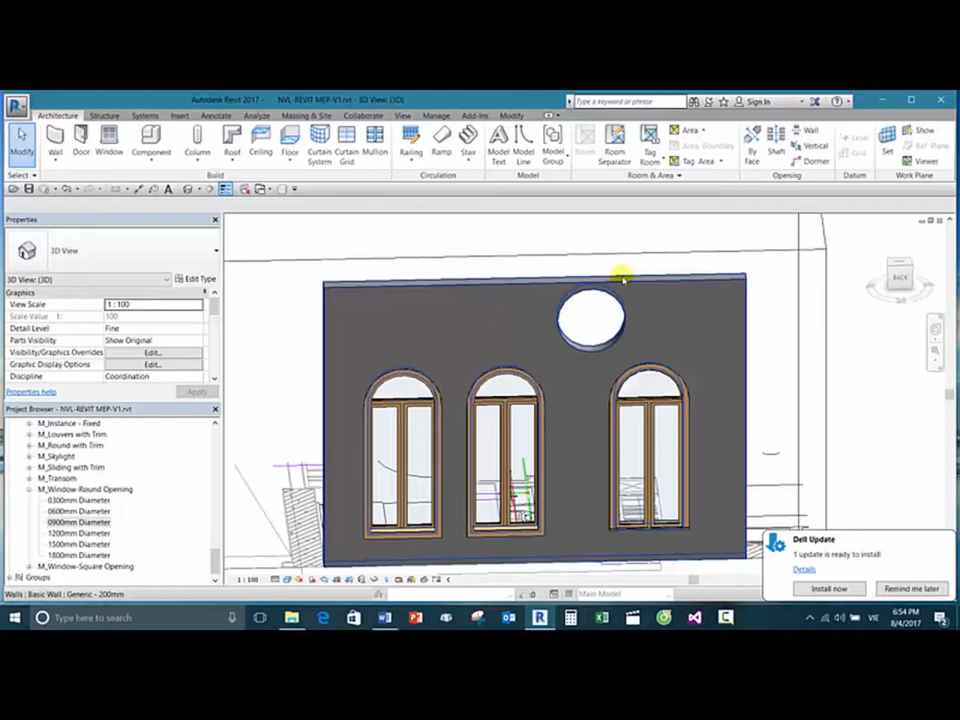 Autodesk Revit 2017 - NVL-REVIT MEP-V1.rvt - 3D View: {3D}
Type a keyword or phrase
Sign In
Architecture Structure Systems Insert Annotate Analyze Massing & Site Collaborate View Manage Add-Ins Modify
Modify Wall Door Window Component Column Roof Ceiling Floor Curtain System Curtain Grid Mullion Railing Ramp Stair Model Text Model Line Model Group Room Room Separator Tag Room Area Area Boundary Tag Area By Face Shaft Wall Vertical Dormer Level Grid Set Show Ref Plane Viewer
Select Build Circulation Model Room & Area Opening Datum Work Plane
Properties
3D View
3D View: {3D} Edit Type
Graphics
View Scale 1 : 100
Scale Value 1: 100
Detail Level Fine
Parts Visibility Show Original
Visibility/Graphics Overrides Edit...
Graphic Display Options Edit...
Discipline Coordination
Properties help Apply
Project Browser - NVL-REVIT MEP-V1.rvt
M_Instance - Fixed
M_Louvers with Trim
M_Round with Trim
M_Skylight
M_Sliding with Trim
M_Transom
M_Window-Round Opening
0300mm Diameter
0600mm Diameter
0900mm Diameter
1200mm Diameter
1500mm Diameter
1800mm Diameter
M_Window-Square Opening
Groups
BACK
1 : 100
Walls : Basic Wall : Generic - 200mm
:0
Main Model
Dell Update
1 update is ready to install
Details
Install now Remind me later
Type here to search
VIE
6:54 PM
8/4/2017